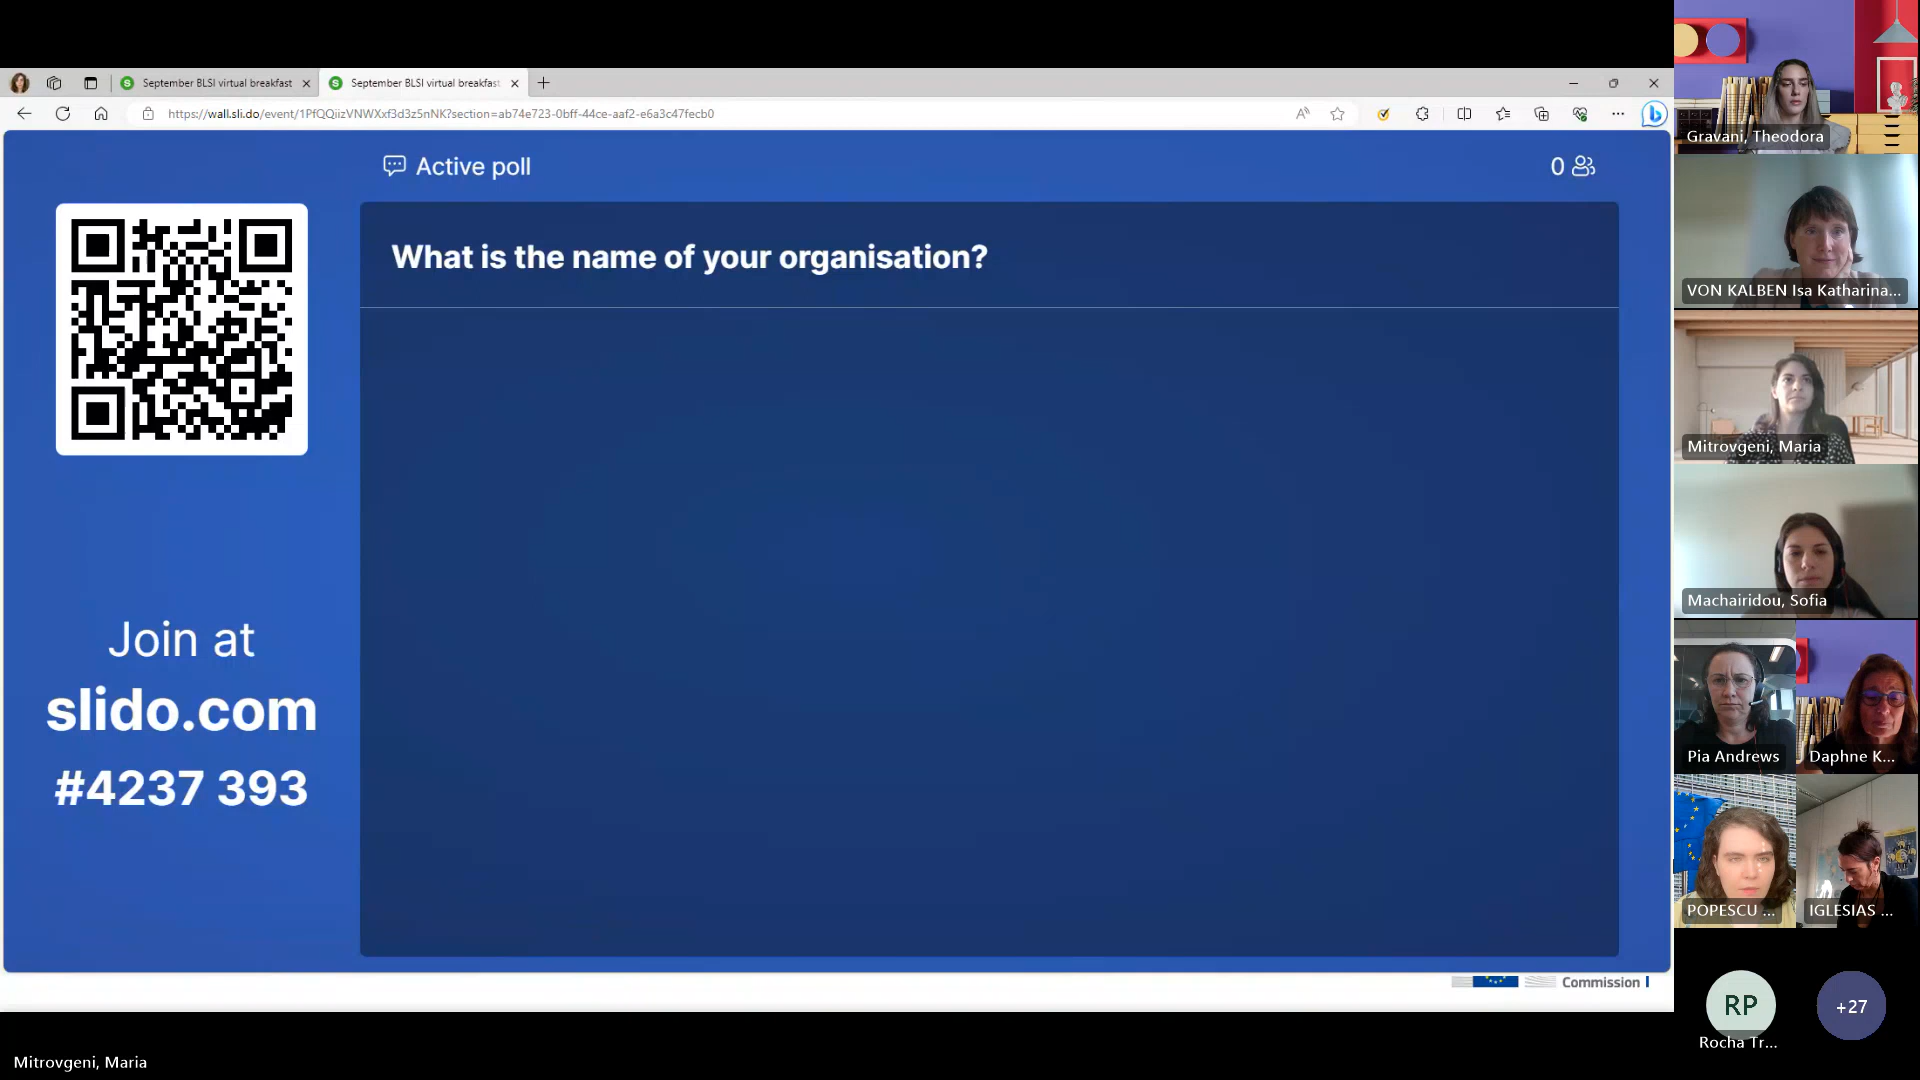 September BLSI virtual breakfast
September BLSI virtual breakfast
https://wall.sli.do/event/1PfQQiizVNWXxf3d3z5nNK?section=ab74e723-0bff-44ce-aaf2-e6a3c47fecb0
Active poll
0
What is the name of your organisation?
Join at
slido.com
#4237 393
Commission
Mitrovgeni, Maria
Gravani, Theodora
VON KALBEN Isa Katharina...
Mitrovgeni, Maria
Machairidou, Sofia
Pia Andrews
Daphne K...
POPESCU ...
IGLESIAS ...
RP
Rocha Tr...
+27